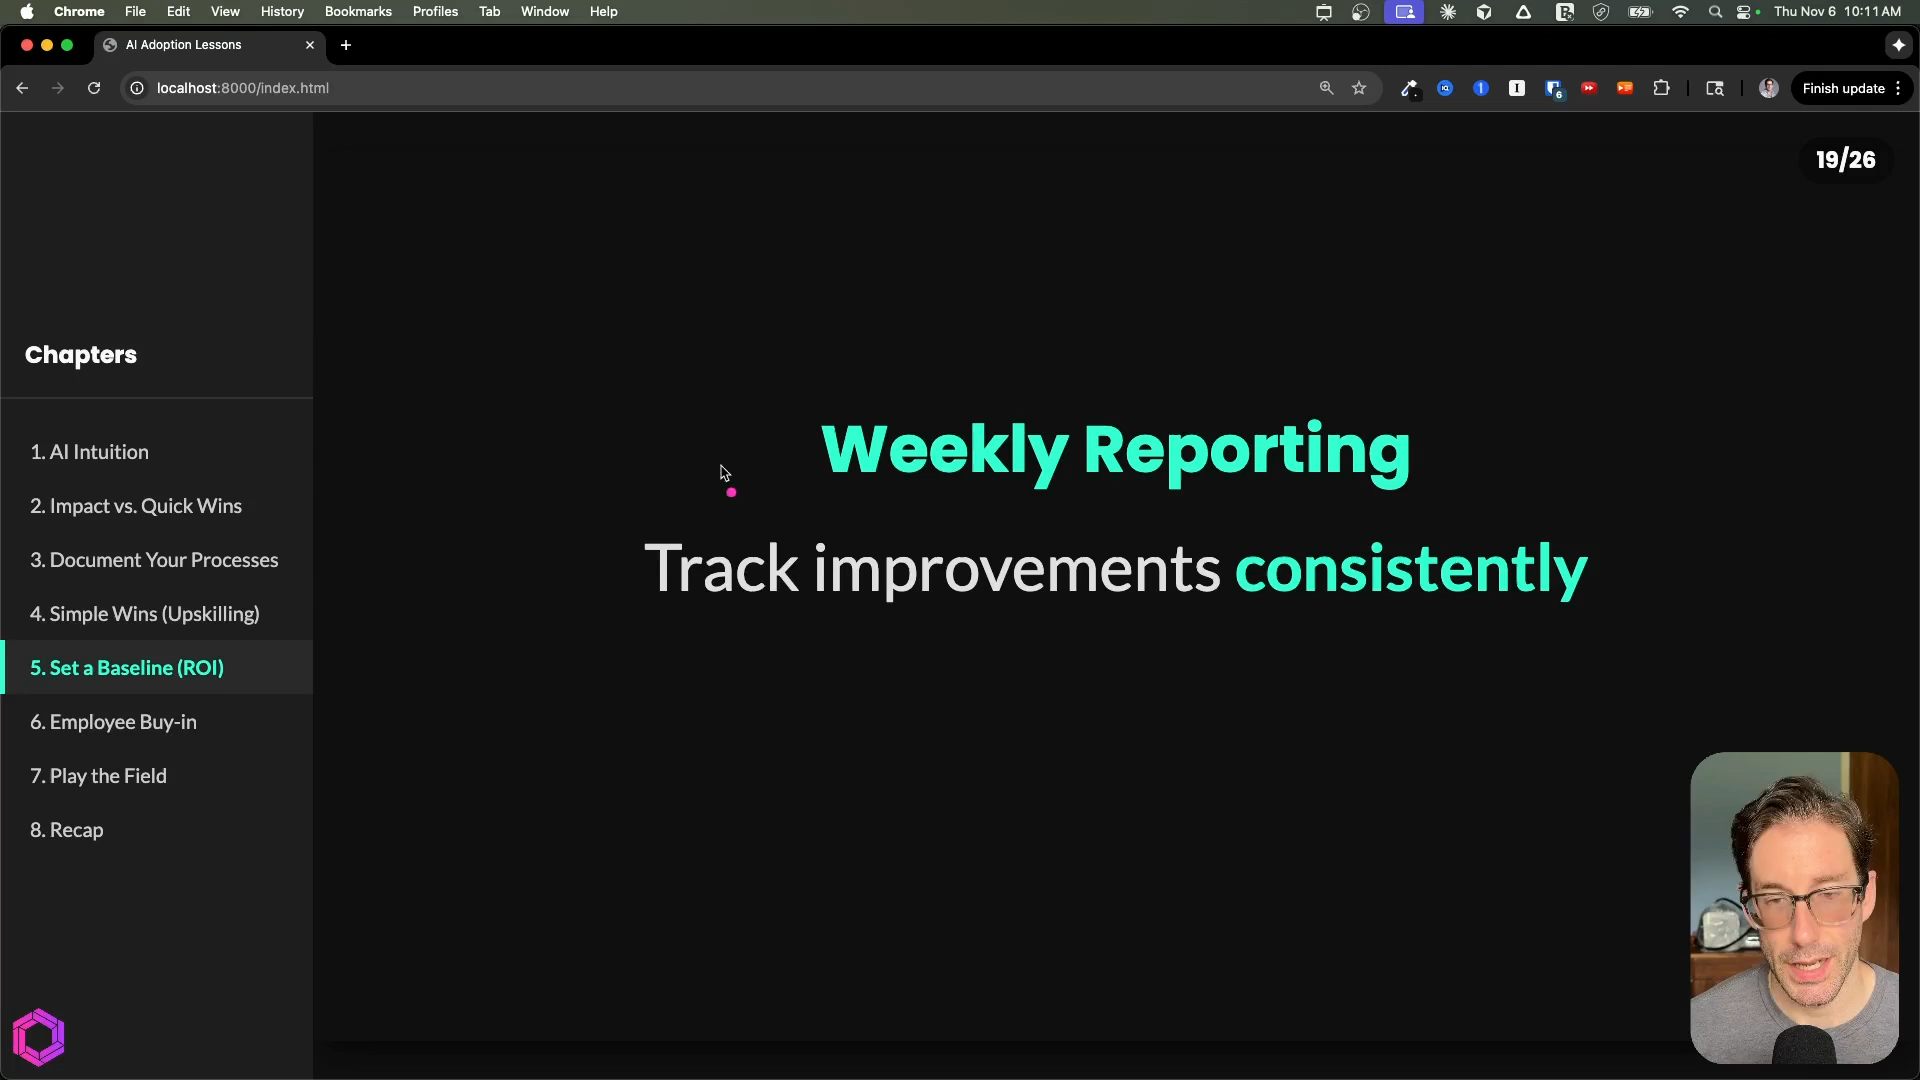 Chrome File Edit View History Bookmarks Profiles Tab Window Help Thu Nov 6 10:11 AM
AI Adoption Lessons
localhost:8000/index.html 6 Finish update
19/26
Chapters
1. AI Intuition
2. Impact vs. Quick Wins
3. Document Your Processes
4. Simple Wins (Upskilling)
5. Set a Baseline (ROI)
6. Employee Buy-in
7. Play the Field
8. Recap
Weekly Reporting
Track improvements consistently